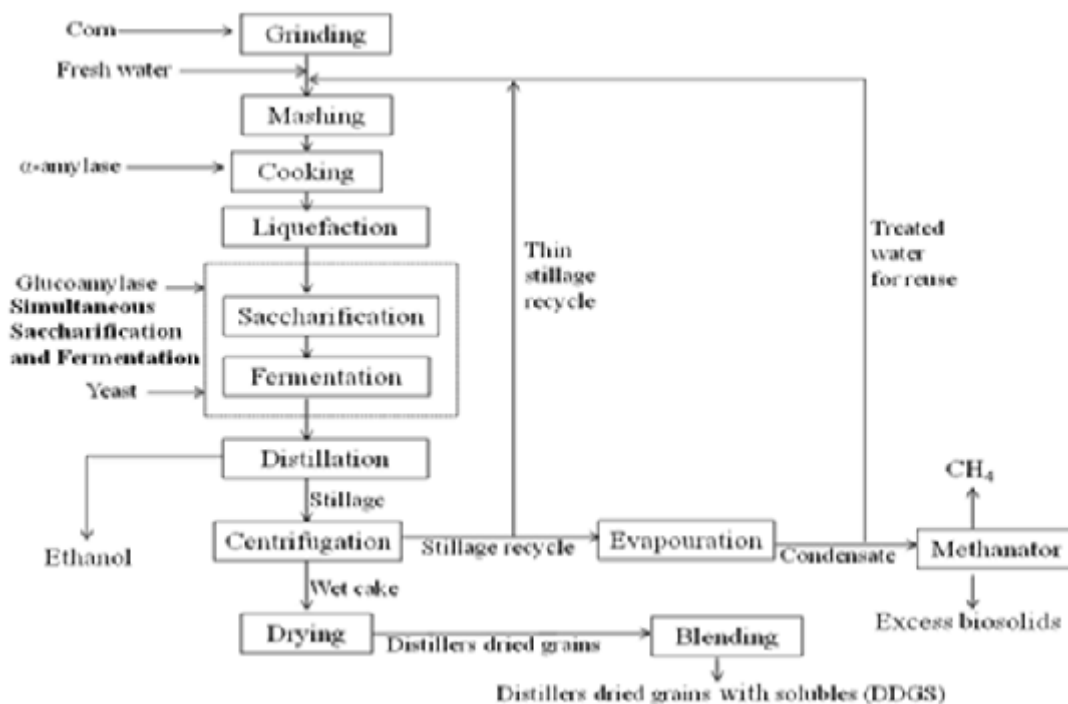 Corn
Grinding
Fresh water
Mashing
α-amylase
Cooking
Liquefaction
Thin
stillage
recycle
Treated
water
for reuse
Glucoamylase
Simultaneous
Saccharification
and Fermentation
Saccharification
Fermentation
Yeast
Distillation
CH₄
Stillage
Ethanol
Centrifugation
Stillage recycle
Evapouration
Condensate
Methanator
Wet cake
Excess biosolids
Drying
Distillers dried grains
Blending
Distillers dried grains with solubles (DDGS)